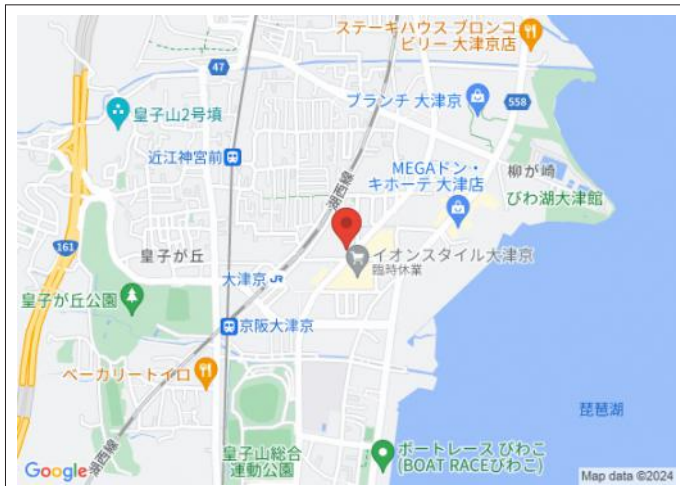 ステーキハウス ブロンコ
ビリー 大津京店
47
ブランチ 大津京
558
皇子山2号墳
近江神宮前
湖西線
MEGAドン・
キホーテ 大津店
柳が崎
びわ湖大津館
161
皇子が丘
イオンスタイル大津京
臨時休業
大津京 JR
皇子が丘公園
京阪大津京
ベーカリートイロ
琵琶湖
皇子山総合
運動公園
ボートレース びわこ
(BOAT RACEびわこ)
湖西線
Google
Map data ©2024